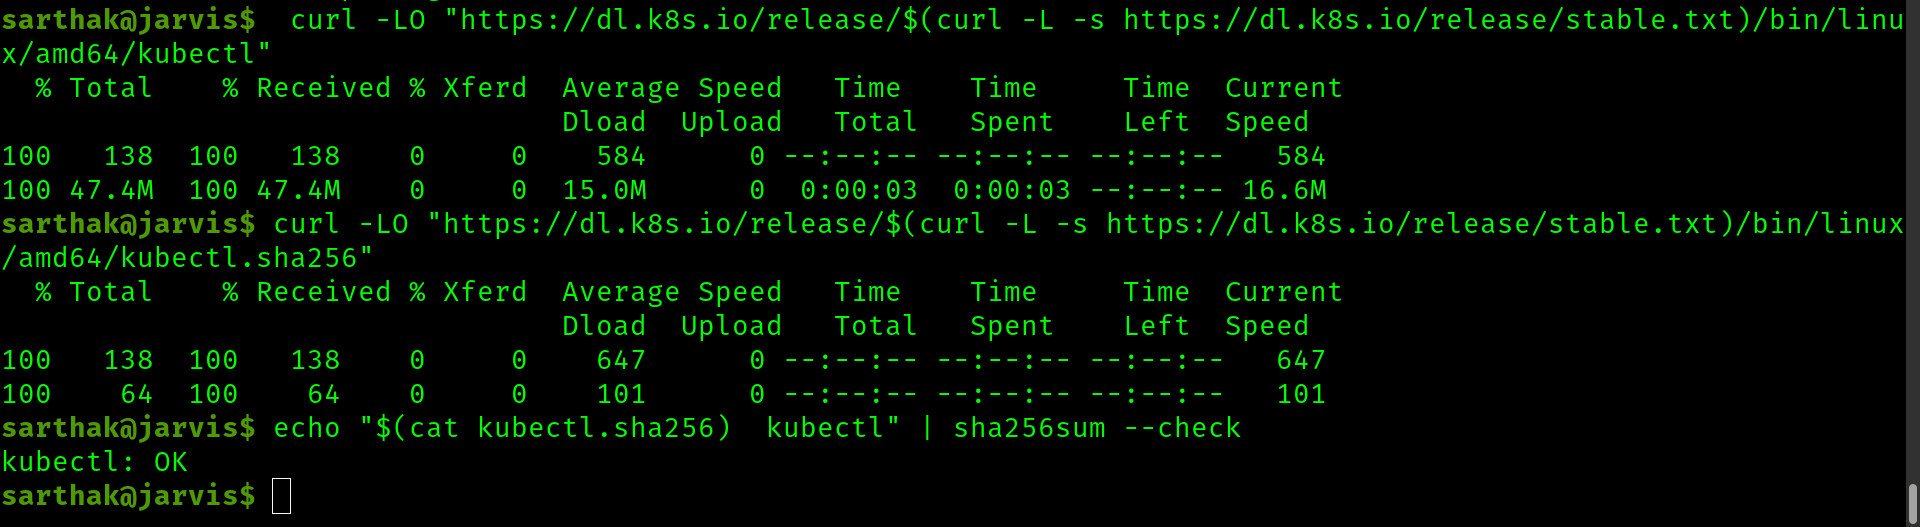 sarthak@jarvis$  curl -LO "https://dl.k8s.io/release/$(curl -L -s https://dl.k8s.io/release/stable.txt)/bin/linu
x/amd64/kubectl"
  % Total    % Received % Xferd  Average Speed   Time    Time     Time  Current
                                 Dload  Upload   Total   Spent    Left  Speed
100   138  100   138    0     0    584      0 --:--:-- --:--:-- --:--:--   584
100 47.4M  100 47.4M    0     0  15.0M      0  0:00:03  0:00:03 --:--:-- 16.6M
sarthak@jarvis$ curl -LO "https://dl.k8s.io/release/$(curl -L -s https://dl.k8s.io/release/stable.txt)/bin/linux
/amd64/kubectl.sha256"
  % Total    % Received % Xferd  Average Speed   Time    Time     Time  Current
                                 Dload  Upload   Total   Spent    Left  Speed
100   138  100   138    0     0    647      0 --:--:-- --:--:-- --:--:--   647
100    64  100    64    0     0    101      0 --:--:-- --:--:-- --:--:--   101
sarthak@jarvis$ echo "$(cat kubectl.sha256)  kubectl" | sha256sum --check
kubectl: OK
sarthak@jarvis$